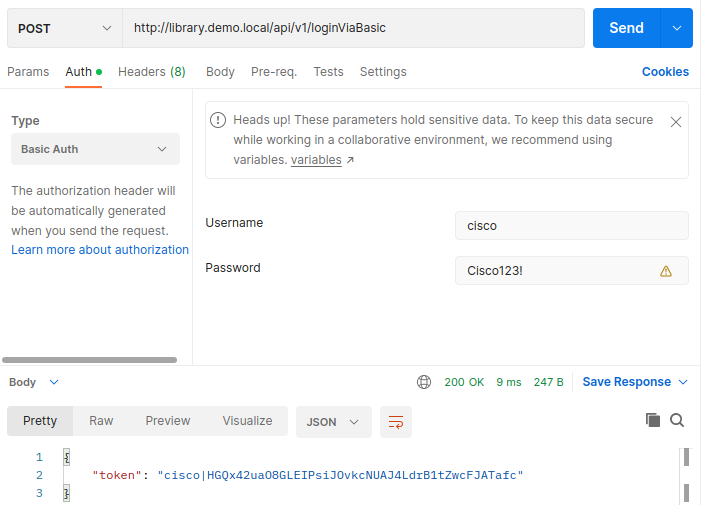 POST http://library.demo.local/api/v1/loginViaBasic Send
Params Auth Headers (8) Body Pre-req. Tests Settings Cookies
Type
Basic Auth
The authorization header will
be automatically generated
when you send the request.
Learn more about authorization
Heads up! These parameters hold sensitive data. To keep this data secure
while working in a collaborative environment, we recommend using
variables. variables ↗
Username cisco
Password Cisco123!
Body 200 OK 9 ms 247 B Save Response
Pretty Raw Preview Visualize JSON
1 {
2 "token": "cisco|HGQx42uaO8GLEIPsiJOvkcNUAJ4LdrB1tZwcFJATafc"
3 }